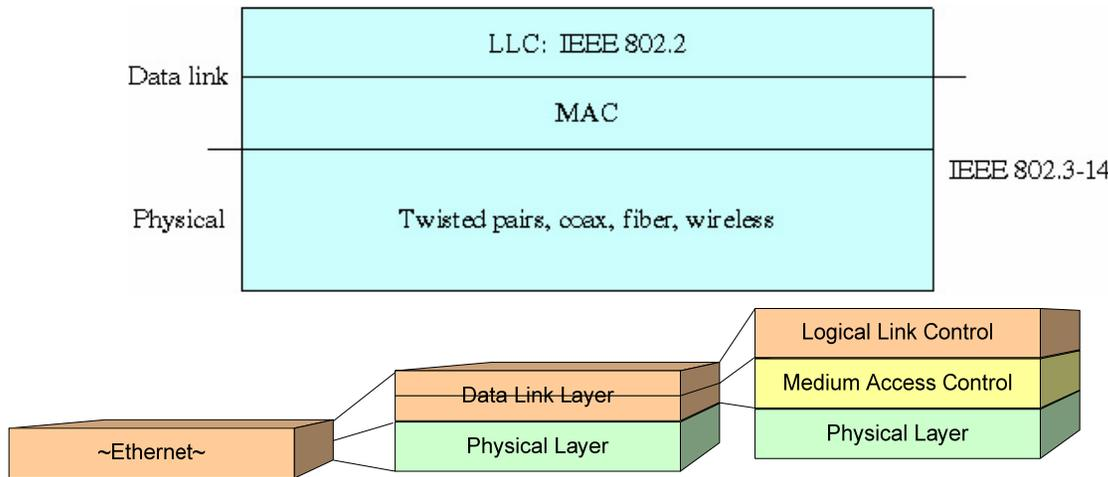 LLC: IEEE 802.2
Data link
MAC
IEEE 802.3-14
Physical
Twisted pairs, coax, fiber, wireless
Logical Link Control
Medium Access Control
Physical Layer
Data Link Layer
Physical Layer
~Ethernet~